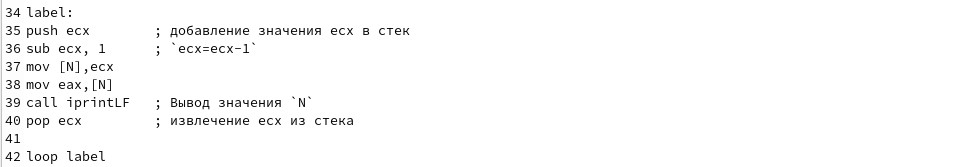 34 label:
35 push ecx ; добавление значения ecx в стек
36 sub ecx, 1 ; `ecx=ecx-1`
37 mov [N],ecx
38 mov eax,[N]
39 call iprintLF ; Вывод значения `N`
40 pop ecx ; извлечение ecx из стека
41
42 loop label